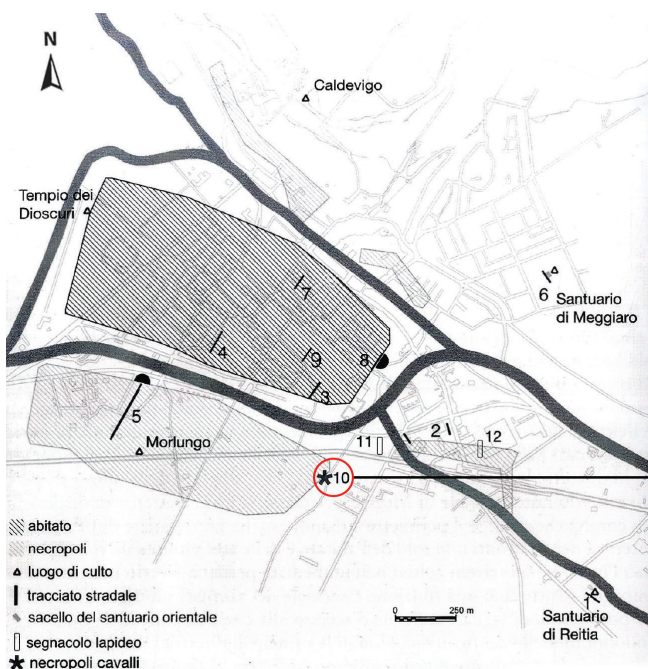 N
Caldevigo
Tempio dei
Dioscuri
7
6
Santuario
di Meggiaro
4
9
8
3
5
2
11
12
Morlungo
10
abitato
necropoli
luogo di culto
tracciato stradale
sacello del santuario orientale
segnacolo lapideo
necropoli cavalli
0
250 m
Santuario
di Reitia